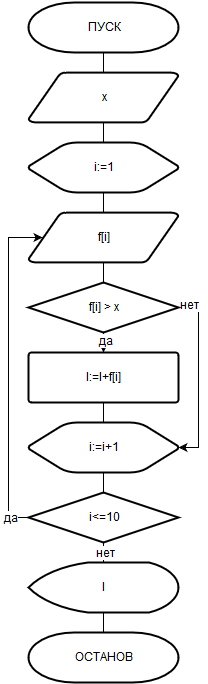 ПУСК
x
i:=1
f[i]
f[i] > x
нет
да
I:=I+f[i]
i:=i+1
i<=10
да
нет
I
ОСТАНОВ